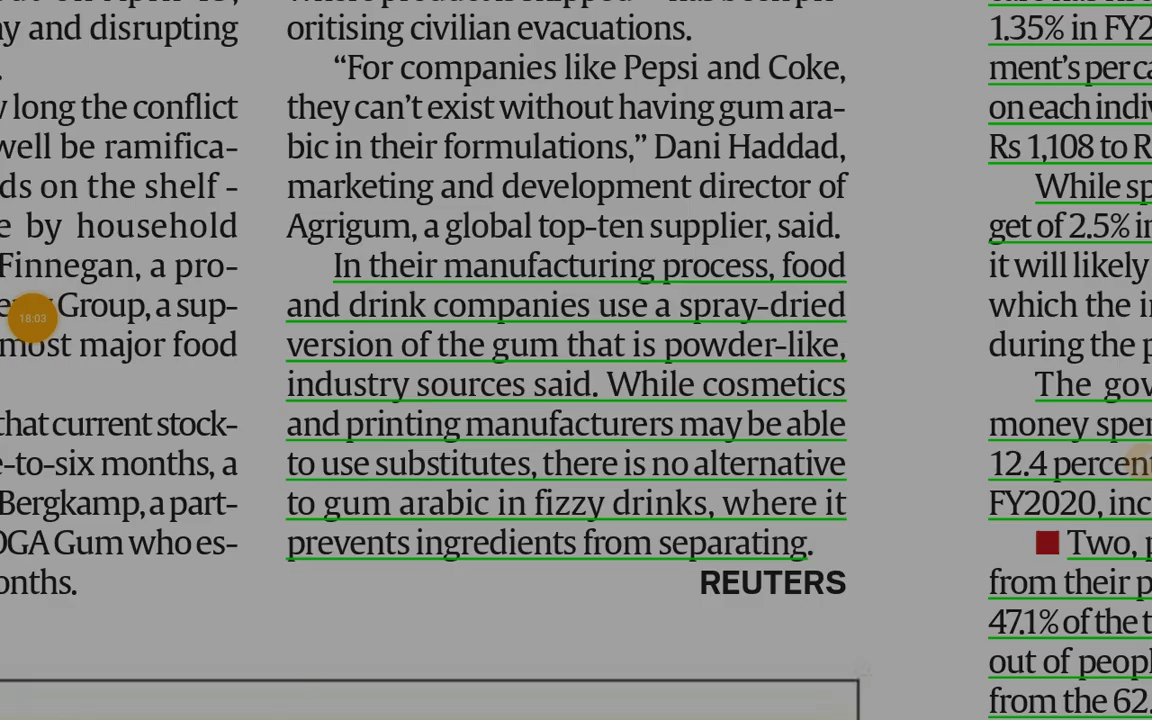 y and disrupting
long the conflict
well be ramifica-
ds on the shelf -
e by household
Finnegan, a pro-
Group, a sup-
most major food
that current stock-
e-to-six months, a
Bergkamp, a part-
OGA Gum who es-
onths.
oritising civilian evacuations.
“For companies like Pepsi and Coke,
they can’t exist without having gum ara-
bic in their formulations,” Dani Haddad,
marketing and development director of
Agrigum, a global top-ten supplier, said.
In their manufacturing process, food
and drink companies use a spray-dried
version of the gum that is powder-like,
industry sources said. While cosmetics
and printing manufacturers may be able
to use substitutes, there is no alternative
to gum arabic in fizzy drinks, where it
prevents ingredients from separating.
REUTERS
1.35% in FY2
ment’s per ca
on each indiv
Rs 1,108 to R
While sp
get of 2.5% in
it will likely
which the in
during the p
The gov
money spen
12.4 percent
FY2020, inc
Two, p
from their p
47.1% of the t
out of peopl
from the 62.
18:03